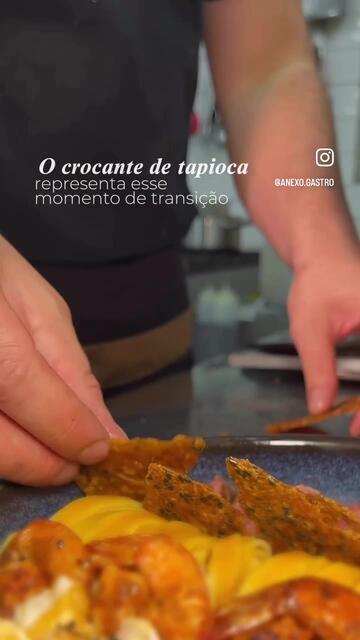 O crocante de tapioca
representa esse
momento de transição
@ANEXO.GASTRO